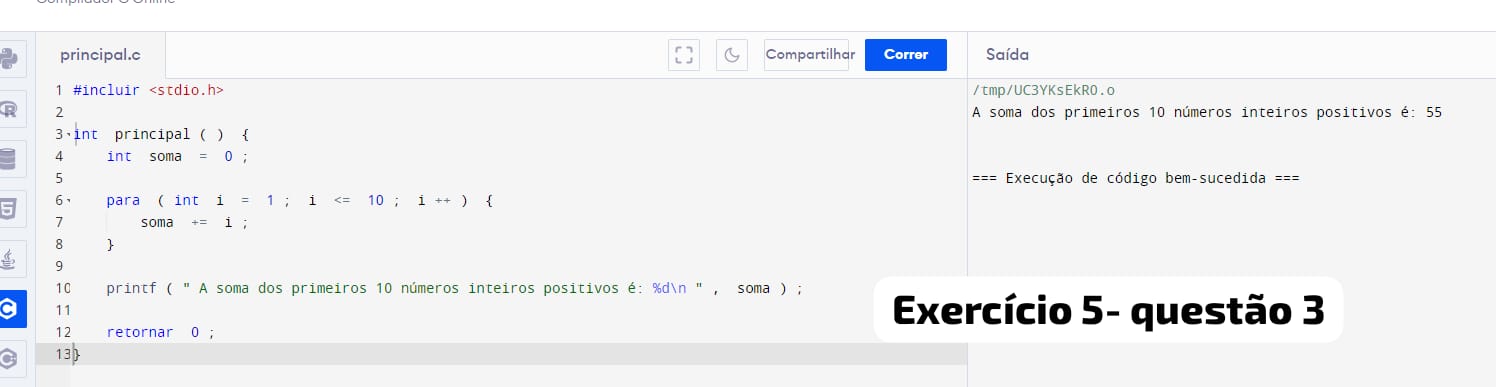 Compilador C Online
principal.c
Compartilhar
Correr
Saída
1 #incluir <stdio.h>
2
3 int principal ( ) {
4 int soma = 0 ;
5
6 para ( int i = 1 ; i <= 10 ; i ++ ) {
7 soma += i ;
8 }
9
10 printf ( " A soma dos primeiros 10 números inteiros positivos é: %d\n " , soma ) ;
11
12 retornar 0 ;
13 }
/tmp/UC3YKsEkR0.o
A soma dos primeiros 10 números inteiros positivos é: 55
=== Execução de código bem-sucedida ===
Exercício 5- questão 3